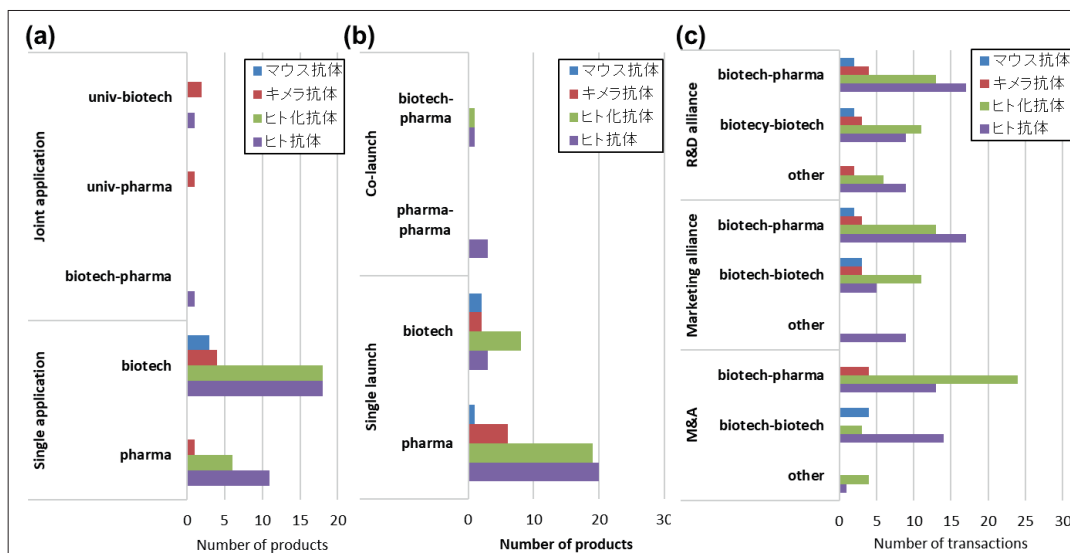 (a)
マウス抗体
キメラ抗体
ヒト化抗体
ヒト抗体
Joint application
univ-biotech
univ-pharma
biotech-pharma
Single application
biotech
pharma
0 5 10 15 20
Number of products
(b)
マウス抗体
キメラ抗体
ヒト化抗体
ヒト抗体
Co-launch
biotech-
pharma
pharma-
pharma
Single launch
biotech
pharma
0 10 20 30
Number of products
(c)
マウス抗体
キメラ抗体
ヒト化抗体
ヒト抗体
R&D alliance
biotech-pharma
biotecy-biotech
other
Marketing alliance
biotech-pharma
biotech-biotech
other
M&A
biotech-pharma
biotech-biotech
other
0 5 10 15 20 25 30
Number of transactions